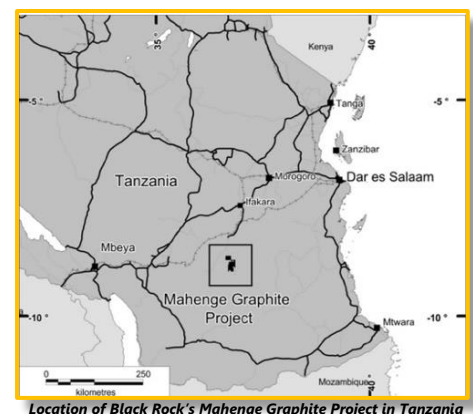 35°
40°
Kenya
-5°
-5°
Tanga
Zanzibar
Tanzania
Morogoro
Dar es Salaam
Ifakara
Mbeya
Mahenge Graphite
Project
-10°
-10°
Mtwara
0 250
kilometres
Mozambique
40°
Location of Black Rock's Mahenge Graphite Project in Tanzania